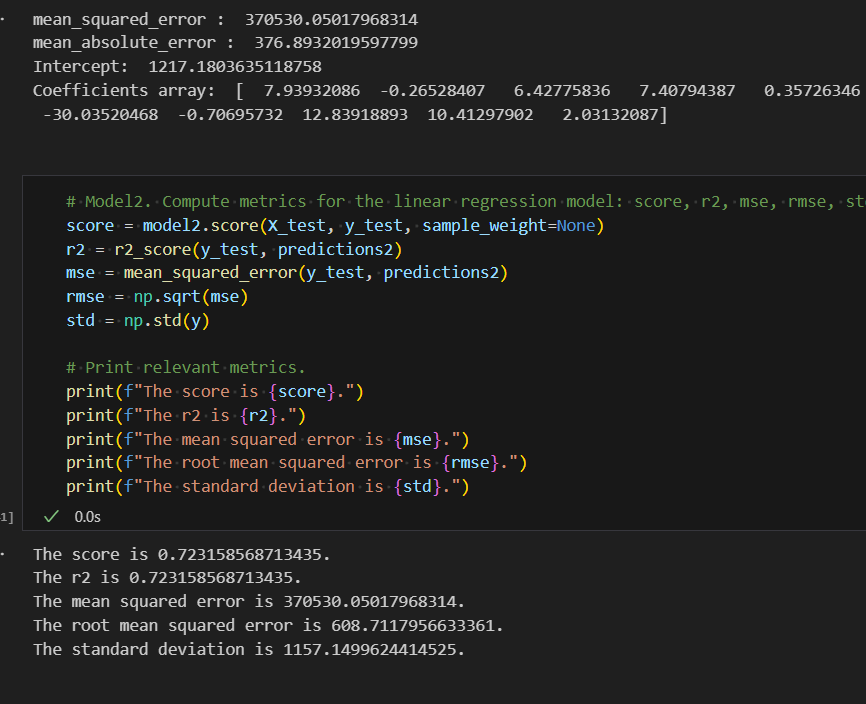 mean_squared_error :  370530.05017968314
mean_absolute_error :  376.8932019597799
Intercept:  1217.1803635118758
Coefficients array:  [  7.93932086  -0.26528407   6.42775836   7.40794387   0.35726346
 -30.03520468  -0.70695732  12.83918893  10.41297902   2.03132087]
# Model2. Compute metrics for the linear regression model: score, r2, mse, rmse,
score = model2.score(X_test, y_test, sample_weight=None)
r2 = r2_score(y_test, predictions2)
mse = mean_squared_error(y_test, predictions2)
rmse = np.sqrt(mse)
std = np.std(y)
# Print relevant metrics.
print(f"The score is {score}.")
print(f"The r2 is {r2}.")
print(f"The mean squared error is {mse}.")
print(f"The root mean squared error is {rmse}.")
print(f"The standard deviation is {std}.")
1]
0.0s
The score is 0.723158568713435.
The r2 is 0.723158568713435.
The mean squared error is 370530.05017968314.
The root mean squared error is 608.7117956633361.
The standard deviation is 1157.1499624414525.